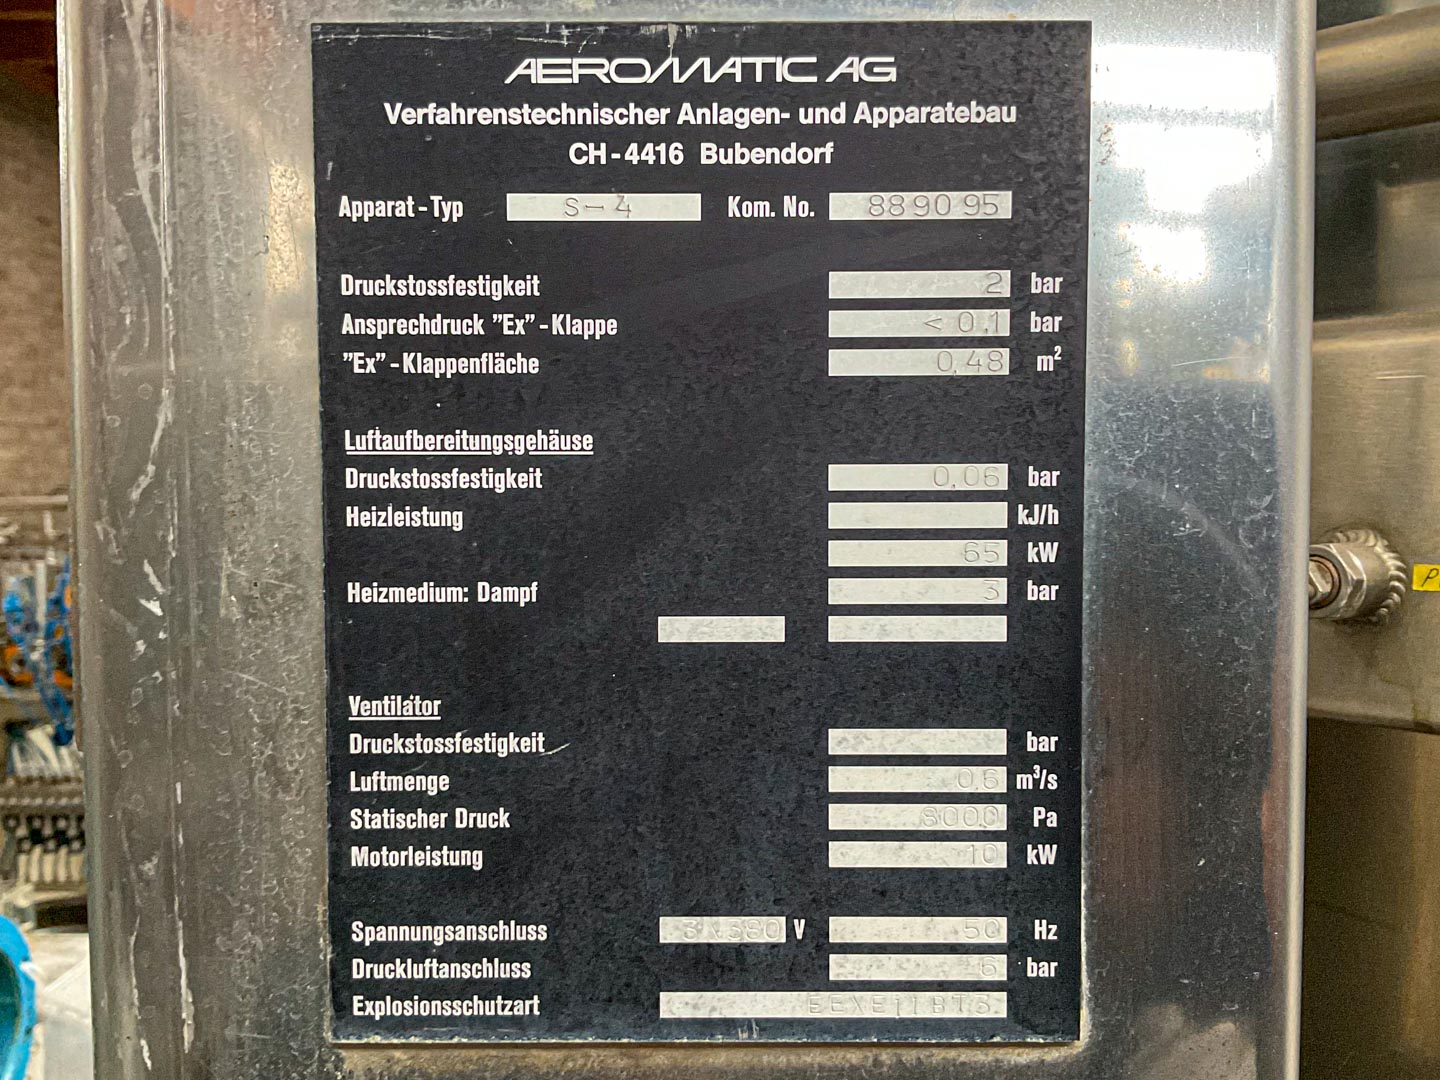 AEROMATIC AG
Verfahrenstechnischer Anlagen- und Apparatebau
CH-4416 Bubendorf
Apparat-Typ S-4 Kom. No. 889095
Druckstossfestigkeit 2 bar
Ansprechdruck "Ex"-Klappe < 0,1 bar
"Ex"-Klappenfläche 0,48 m²
Luftaufbereitungsgehäuse
Druckstossfestigkeit 0,06 bar
Heizleistung kJ/h
65 kW
Heizmedium: Dampf 3 bar
Ventilator
Druckstossfestigkeit bar
Luftmenge 0,6 m³/s
Statischer Druck 8000 Pa
Motorleistung 10 kW
Spannungsanschluss 380 V 50 Hz
Druckluftanschluss 6 bar
Explosionsschutzart